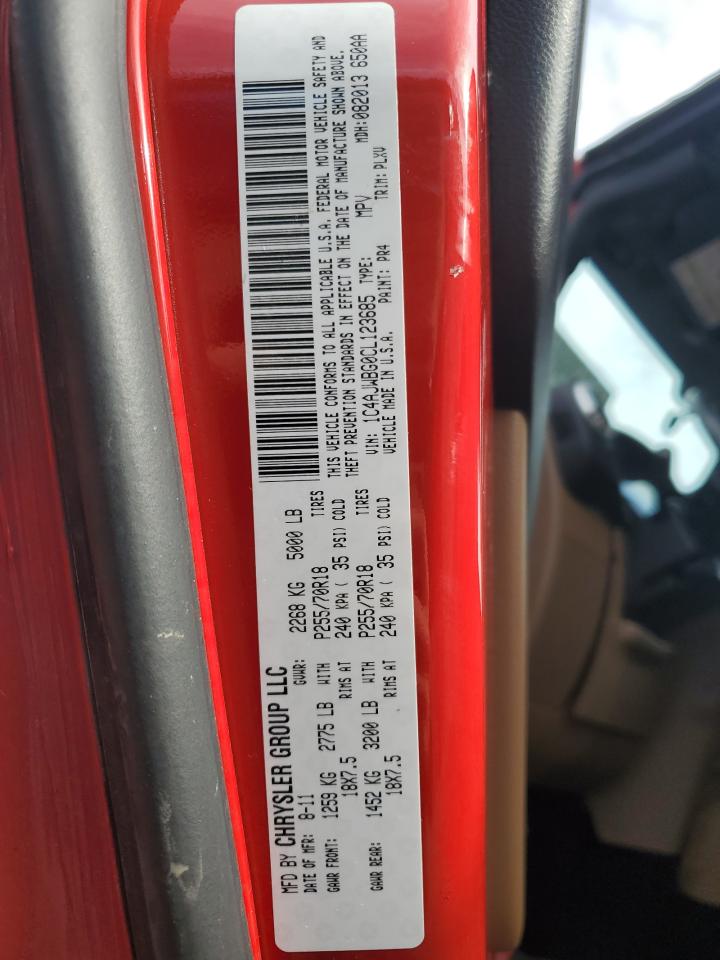 MFD BY CHRYSLER GROUP LLC
DATE OF MFR: 8-11 GVWR: 2268 KG 5000 LB
GAWR FRONT: 1259 KG 2775 LB WITH P255/70R18 TIRES
18X7.5 RIMS AT 240 KPA ( 35 PSI) COLD
GAWR REAR: 1452 KG 3200 LB WITH P255/70R18 TIRES
18X7.5 RIMS AT 240 KPA ( 35 PSI) COLD
THIS VEHICLE CONFORMS TO ALL APPLICABLE U.S.A. FEDERAL MOTOR VEHICLE SAFETY AND
THEFT PREVENTION STANDARDS IN EFFECT ON THE DATE OF MANUFACTURE SHOWN ABOVE.
VIN: 1C4AJWBG0CL123685 TYPE: MPV MDH:082013 650AA
VEHICLE MADE IN U.S.A. PAINT: PR4 TRIM: PLXV